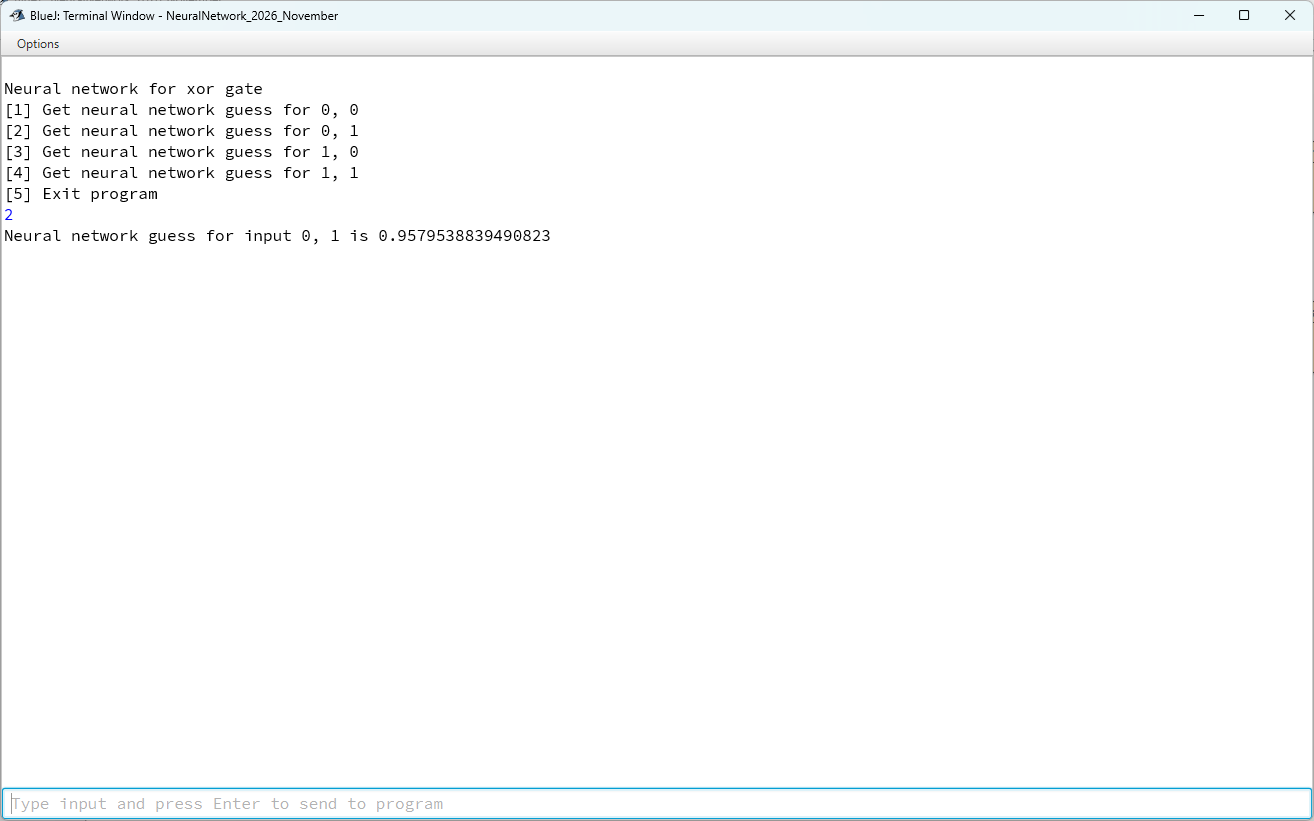 BlueJ: Terminal Window - NeuralNetwork_2026_November
Options
Neural network for xor gate
[1] Get neural network guess for 0, 0
[2] Get neural network guess for 0, 1
[3] Get neural network guess for 1, 0
[4] Get neural network guess for 1, 1
[5] Exit program
2
Neural network guess for input 0, 1 is 0.9579538839490823
Type input and press Enter to send to program